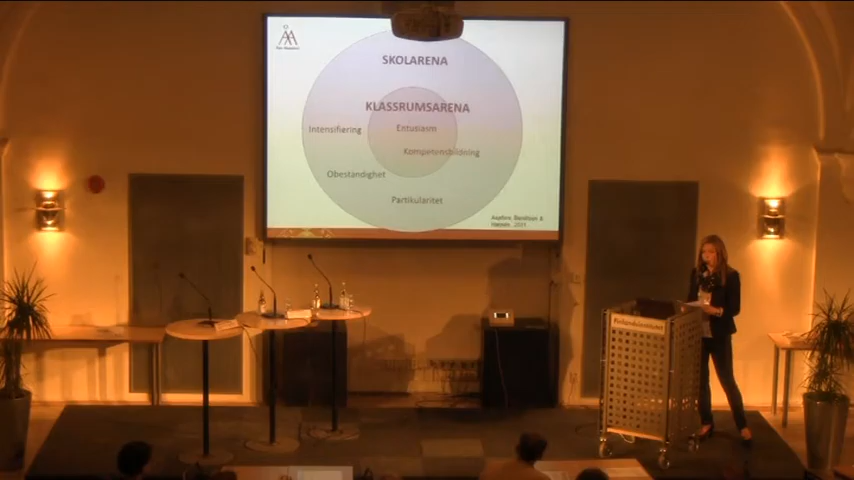 SKOLARENA
KLASSRUMSARENA
Intensifiering
Entusiasm
Kompetensbildning
Obeständighet
Partikularitet